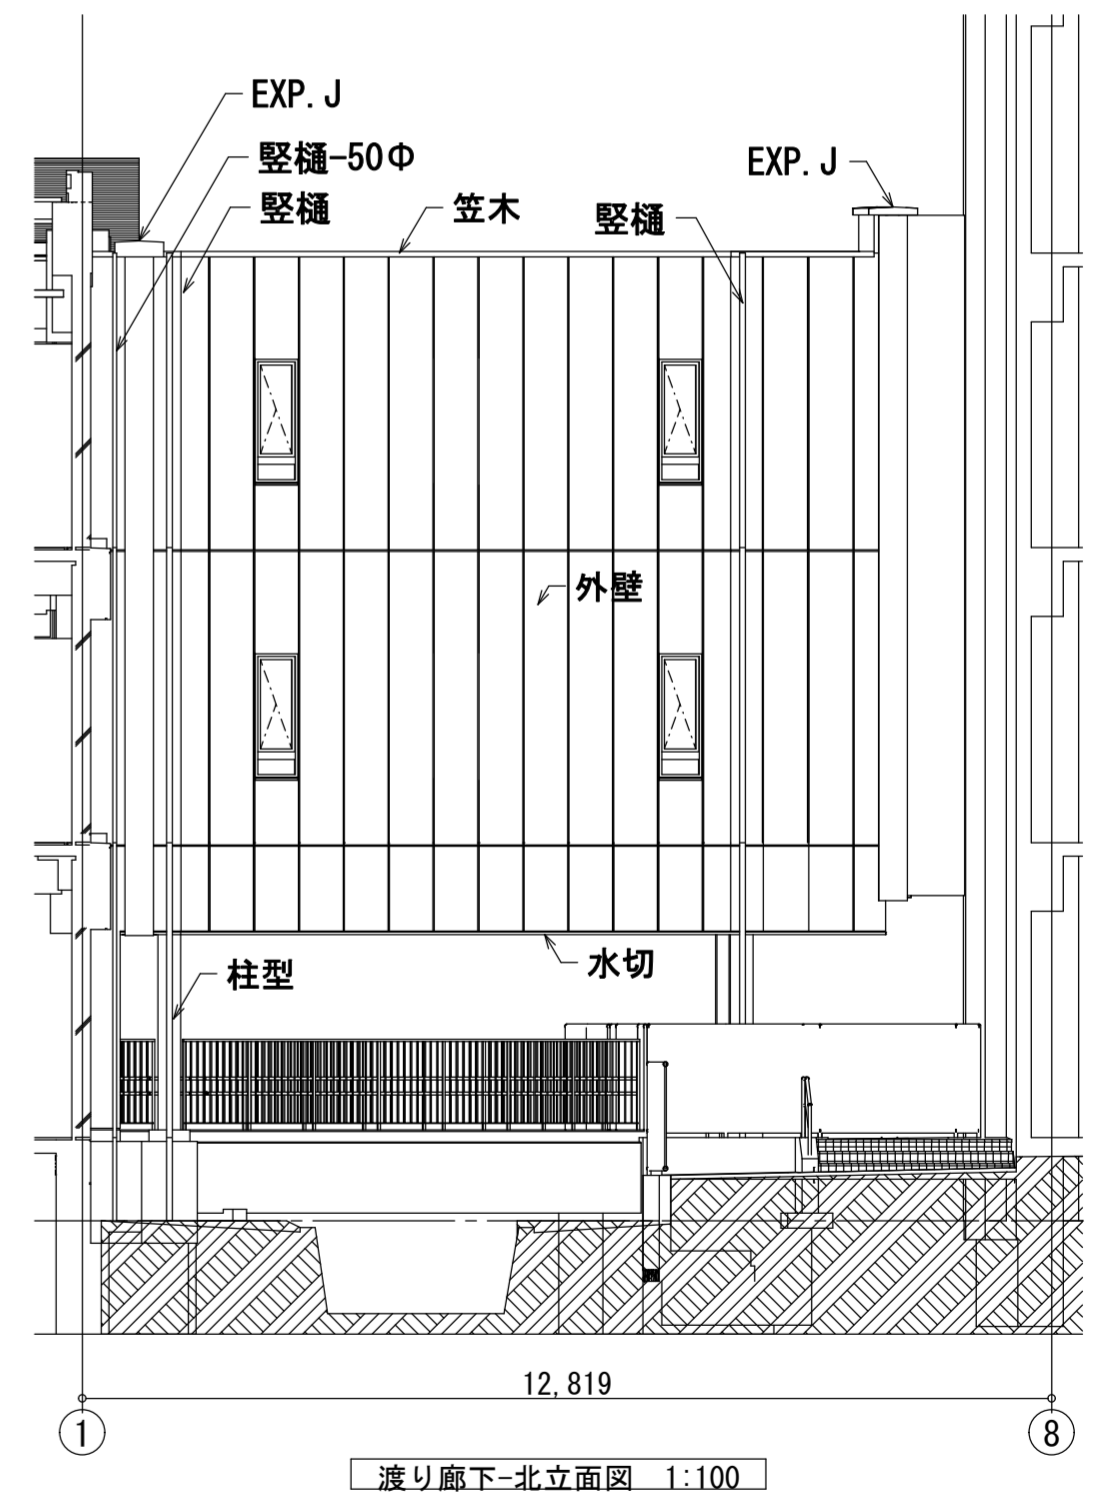 EXP. J
竪樋-50Φ
EXP. J
竪樋
笠木
竪樋
外壁
水切
柱型
12,819
1
8
渡り廊下-北立面図 1:100